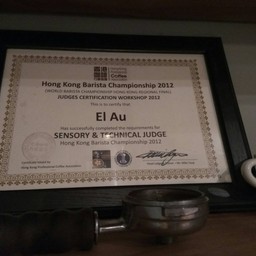 Hong Kong Barista Championship 2012
JUDGES CERTIFICATION WORKSHOP 2012
This is to certify that
El Au
Has successfully completed the requirements for
SENSORY & TECHNICAL JUDGE
Hong Kong Barista Championship 2012